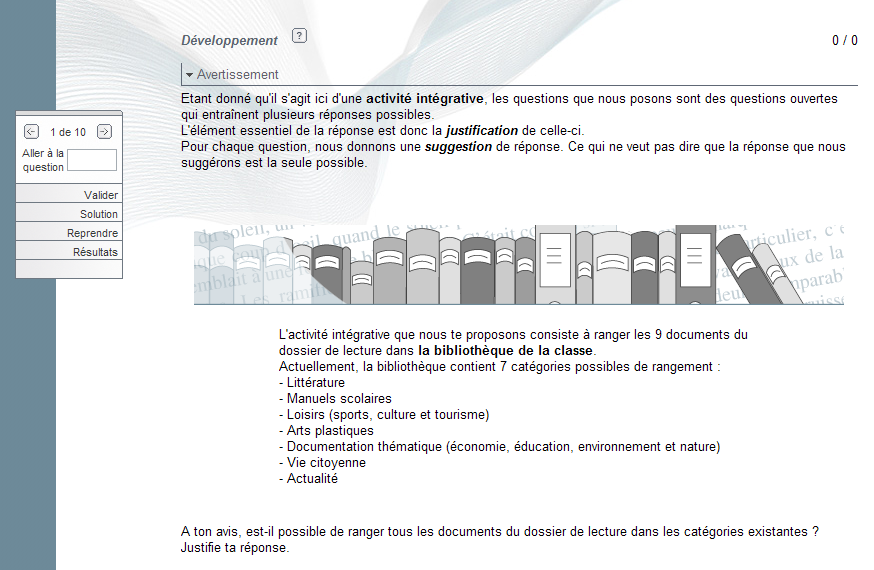 Développement ?
0 / 0
Avertissement
Etant donné qu'il s'agit ici d'une activité intégrative, les questions que nous posons sont des questions ouvertes
qui entraînent plusieurs réponses possibles.
L'élément essentiel de la réponse est donc la justification de celle-ci.
Pour chaque question, nous donnons une suggestion de réponse. Ce qui ne veut pas dire que la réponse que nous
suggérons est la seule possible.
1 de 10
Aller à la
question
Valider
Solution
Reprendre
Résultats
du soleil, quand le
L'activité intégrative que nous te proposons consiste à ranger les 9 documents du
dossier de lecture dans la bibliothèque de la classe.
Actuellement, la bibliothèque contient 7 catégories possibles de rangement :
- Littérature
- Manuels scolaires
- Loisirs (sports, culture et tourisme)
- Arts plastiques
- Documentation thématique (économie, éducation, environnement et nature)
- Vie citoyenne
- Actualité
A ton avis, est-il possible de ranger tous les documents du dossier de lecture dans les catégories existantes ?
Justifie ta réponse.